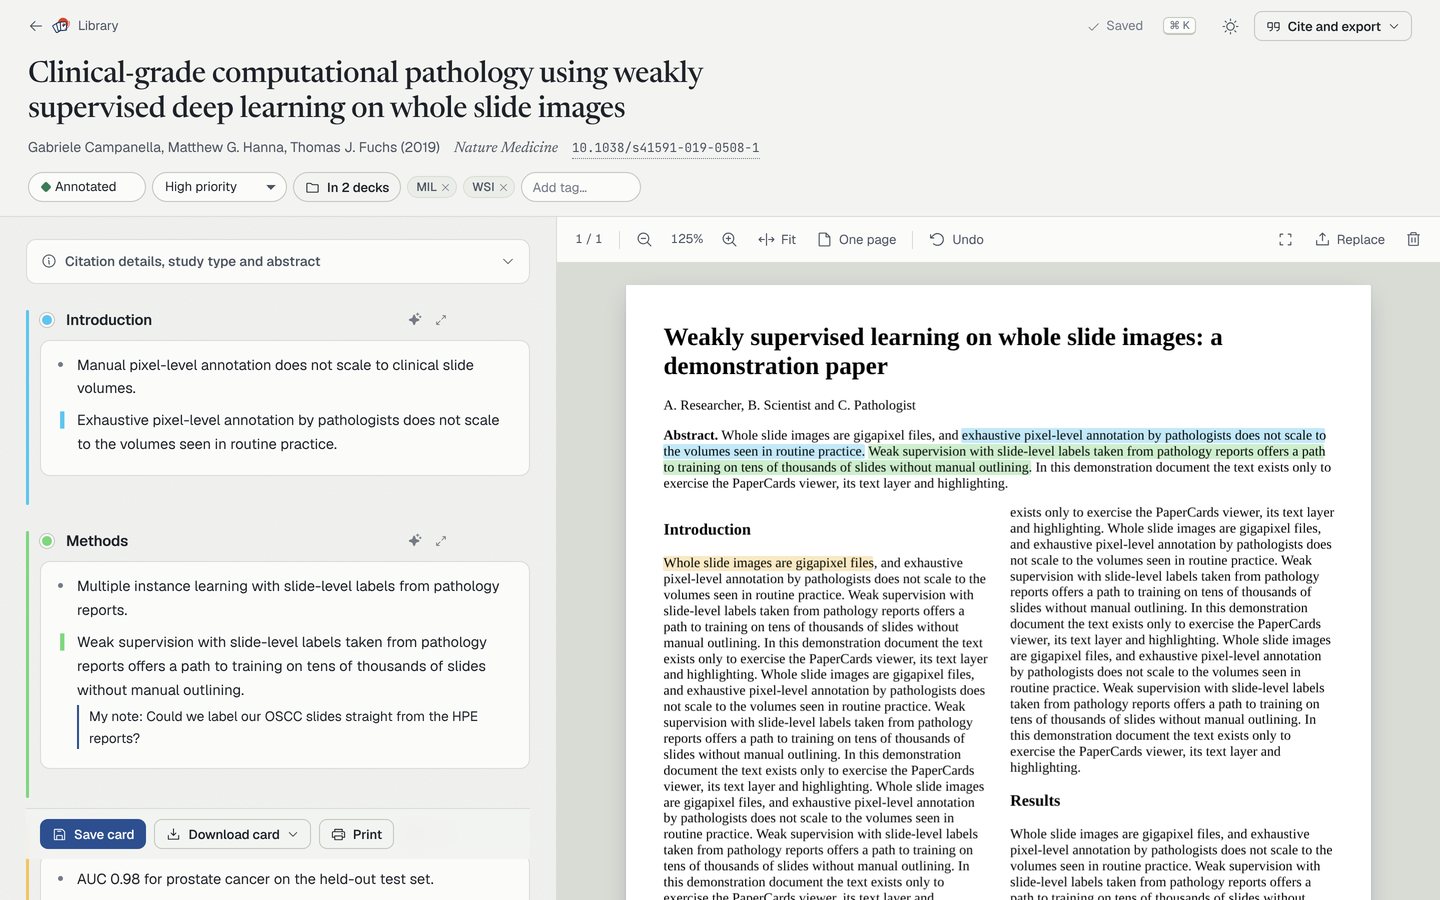 Library
Saved
⌘ K
Cite and export
Clinical-grade computational pathology using weakly
supervised deep learning on whole slide images
Gabriele Campanella, Matthew G. Hanna, Thomas J. Fuchs (2019) Nature Medicine 10.1038/s41591-019-0508-1
Annotated
High priority
In 2 decks
MIL
WSI
Add tag...
Citation details, study type and abstract
Introduction
Manual pixel-level annotation does not scale to clinical slide
volumes.
Exhaustive pixel-level annotation by pathologists does not scale
to the volumes seen in routine practice.
Methods
Multiple instance learning with slide-level labels from pathology
reports.
Weak supervision with slide-level labels taken from pathology
reports offers a path to training on tens of thousands of slides
without manual outlining.
My note: Could we label our OSCC slides straight from the HPE
reports?
Save card
Download card
Print
AUC 0.98 for prostate cancer on the held-out test set.
1 / 1
125%
Fit
One page
Undo
Replace
Weakly supervised learning on whole slide images: a
demonstration paper
A. Researcher, B. Scientist and C. Pathologist
Abstract. Whole slide images are gigapixel files, and exhaustive pixel-level annotation by pathologists does not scale to
the volumes seen in routine practice. Weak supervision with slide-level labels taken from pathology reports offers a path
to training on tens of thousands of slides without manual outlining. In this demonstration document the text exists only to
exercise the PaperCards viewer, its text layer and highlighting.
Introduction
Whole slide images are gigapixel files, and exhaustive
pixel-level annotation by pathologists does not scale to the
volumes seen in routine practice. Weak supervision with
slide-level labels taken from pathology reports offers a
path to training on tens of thousands of slides without
manual outlining. In this demonstration document the text
exists only to exercise the PaperCards viewer, its text layer
and highlighting. Whole slide images are gigapixel files,
and exhaustive pixel-level annotation by pathologists does
not scale to the volumes seen in routine practice. Weak
supervision with slide-level labels taken from pathology
reports offers a path to training on tens of thousands of
slides without manual outlining. In this demonstration
document the text exists only to exercise the PaperCards
viewer, its text layer and highlighting. Whole slide images
are gigapixel files, and exhaustive pixel-level annotation
by pathologists does not scale to the volumes seen in
routine practice. Weak supervision with slide-level labels
taken from pathology reports offers a path to training on
tens of thousands of slides without manual outlining. In
this demonstration document the text exists only to
exercise the PaperCards viewer, its text layer and
exists only to exercise the PaperCards viewer, its text layer
and highlighting. Whole slide images are gigapixel files,
and exhaustive pixel-level annotation by pathologists does
not scale to the volumes seen in routine practice. Weak
supervision with slide-level labels taken from pathology
reports offers a path to training on tens of thousands of
slides without manual outlining. In this demonstration
document the text exists only to exercise the PaperCards
viewer, its text layer and highlighting. Whole slide images
are gigapixel files, and exhaustive pixel-level annotation
by pathologists does not scale to the volumes seen in
routine practice. Weak supervision with slide-level labels
taken from pathology reports offers a path to training on
tens of thousands of slides without manual outlining. In
this demonstration document the text exists only to
exercise the PaperCards viewer, its text layer and
highlighting.
Results
Whole slide images are gigapixel files, and exhaustive
pixel-level annotation by pathologists does not scale to the
volumes seen in routine practice. Weak supervision with
slide-level labels taken from pathology reports offers a
path to training on tens of thousands of slides without